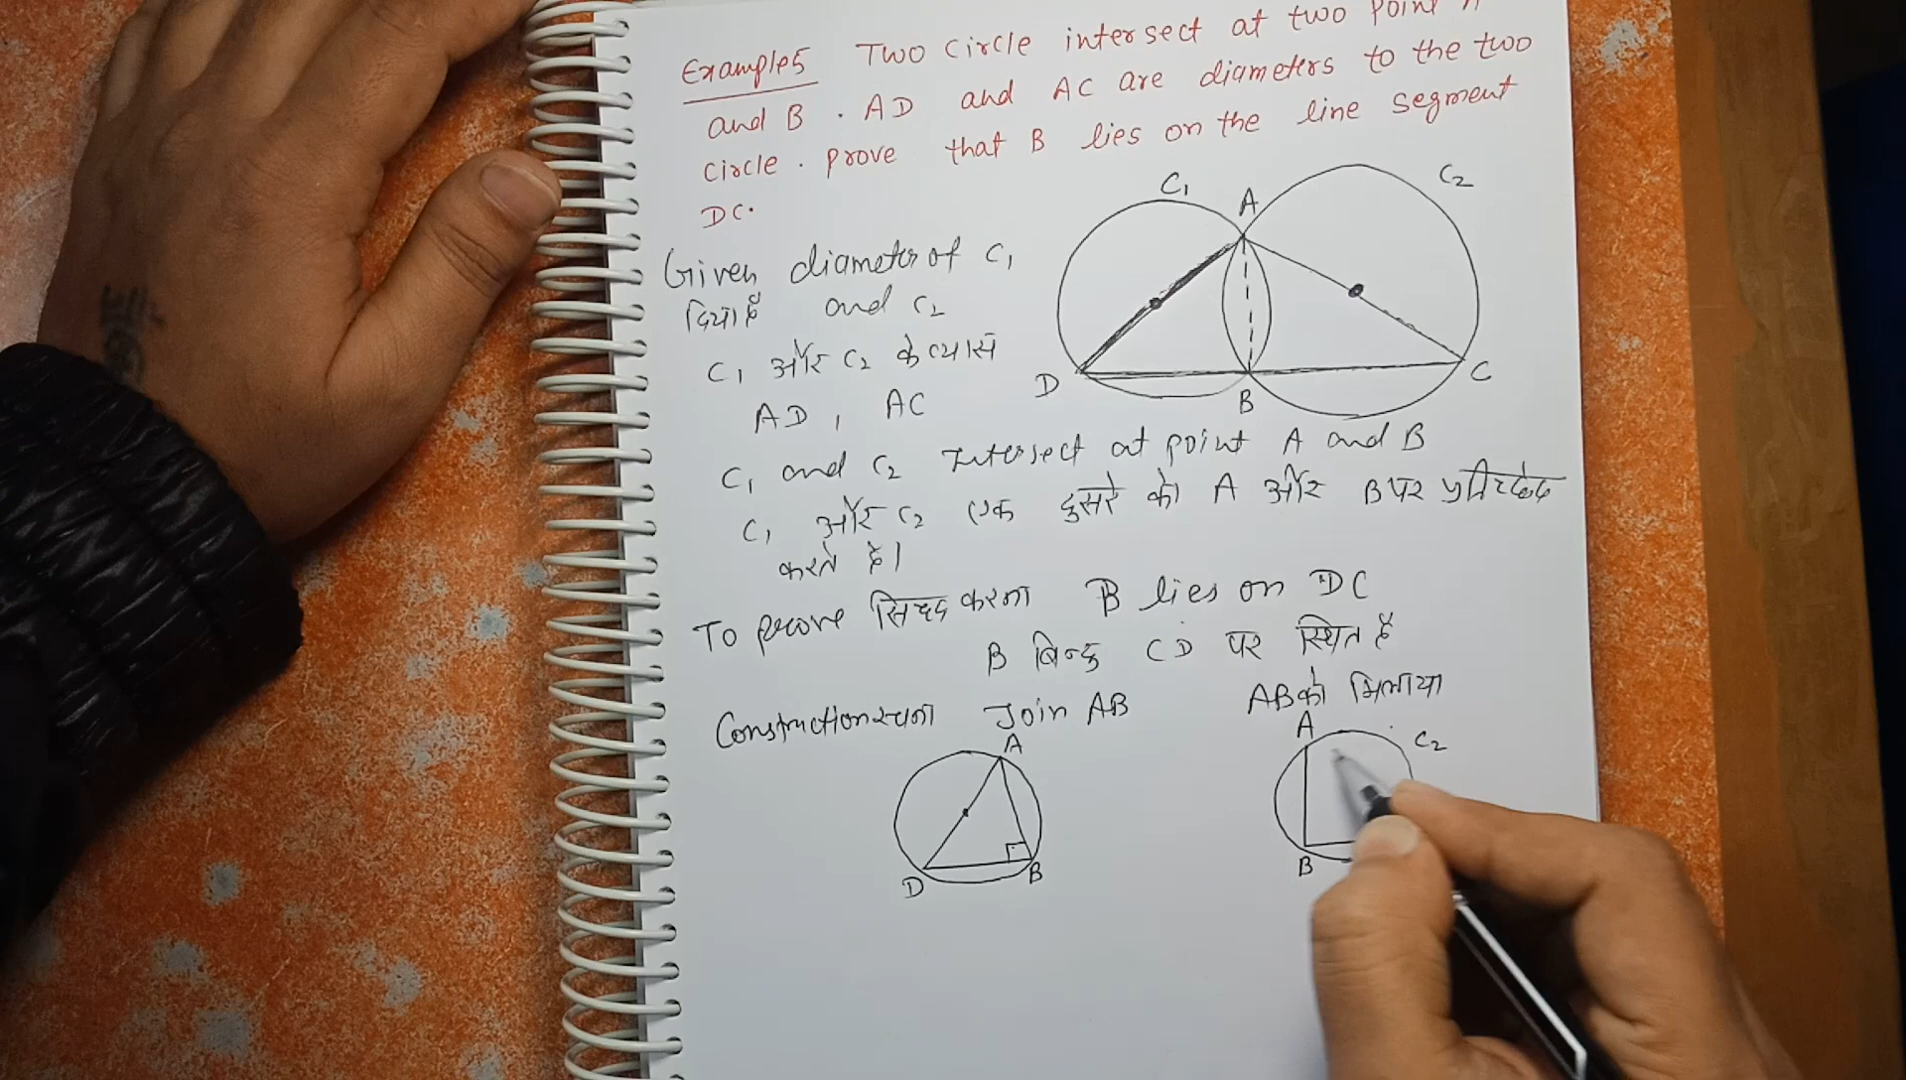 Example5 Two Circle intersect at two point A
and B . AD and AC are diameters to the two
circle . prove that B lies on the line segment
DC.
C1 A C2
D B C
Given diameter of C1
दिया है and C2
C1 और C2 के व्यास
AD , AC
C1 and C2 Intersect at point A and B
C1 और C2 एक दुसरे को A और B पर प्रतिच्छेद
करते है।
To prove सिध्द करना B lies on DC
B बिन्दु CD पर स्थित है
Construction रचना Join AB AB को मिलाया
A A C2
D B B